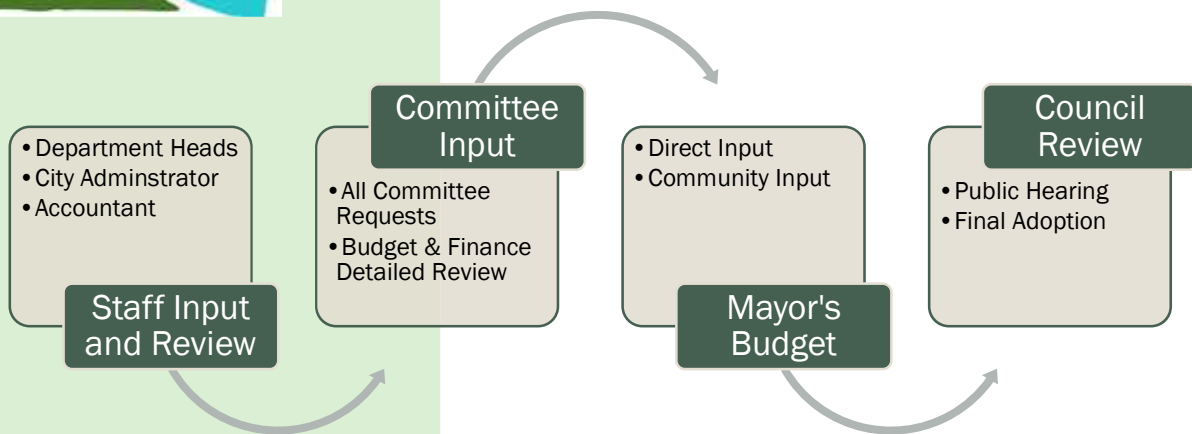 • Department Heads
• City Adminstrator
• Accountant
Staff Input
and Review
Committee
Input
• All Committee
Requests
• Budget & Finance
Detailed Review
• Direct Input
• Community Input
Mayor's
Budget
Council
Review
• Public Hearing
• Final Adoption